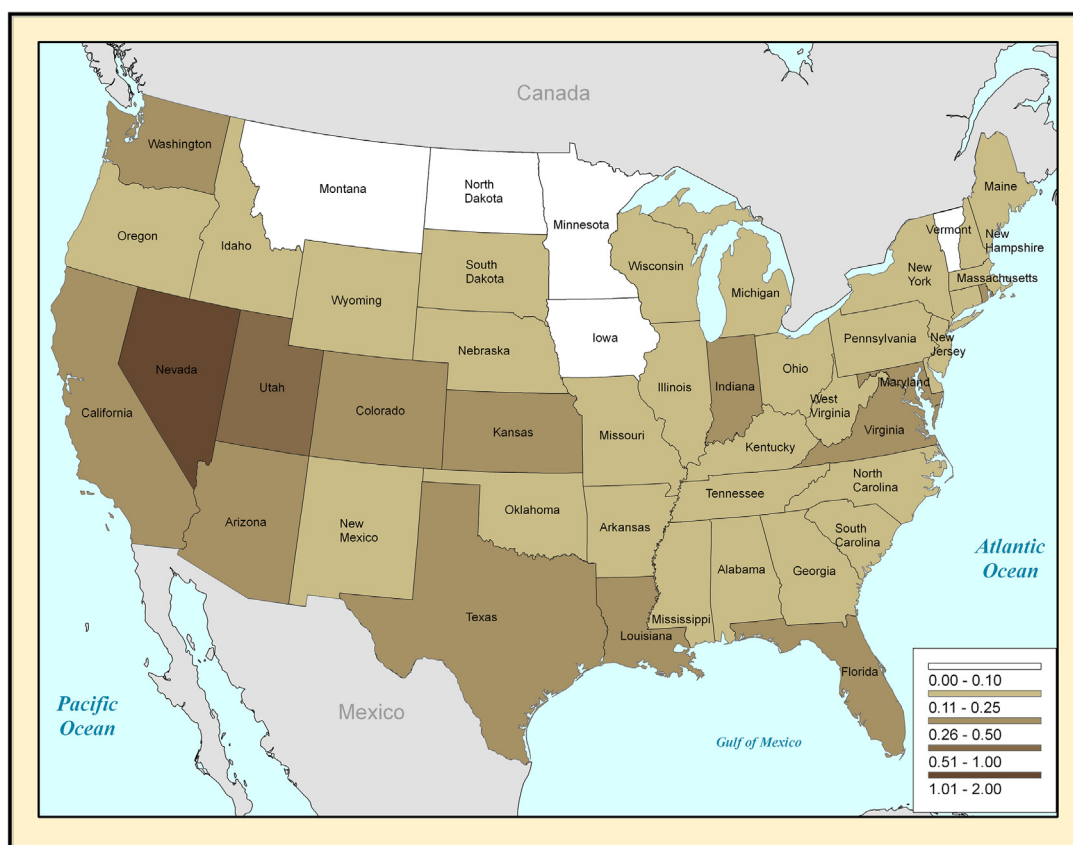 Canada
Washington
Montana
North
Dakota
Minnesota
Maine
Vermont
New
Hampshire
Oregon
Idaho
South
Dakota
Wisconsin
Michigan
New
York
Massachusetts
Wyoming
Nebraska
Iowa
Pennsylvania
New
Jersey
Nevada
Utah
Colorado
Kansas
Illinois
Indiana
Ohio
Maryland
West
Virginia
Virginia
California
Missouri
Kentucky
Arizona
New
Mexico
Oklahoma
Arkansas
Tennessee
North
Carolina
South
Carolina
Alabama
Georgia
Mississippi
Texas
Louisiana
Florida
Atlantic
Ocean
Pacific
Ocean
Mexico
Gulf of Mexico
0.00 - 0.10
0.11 - 0.25
0.26 - 0.50
0.51 - 1.00
1.01 - 2.00